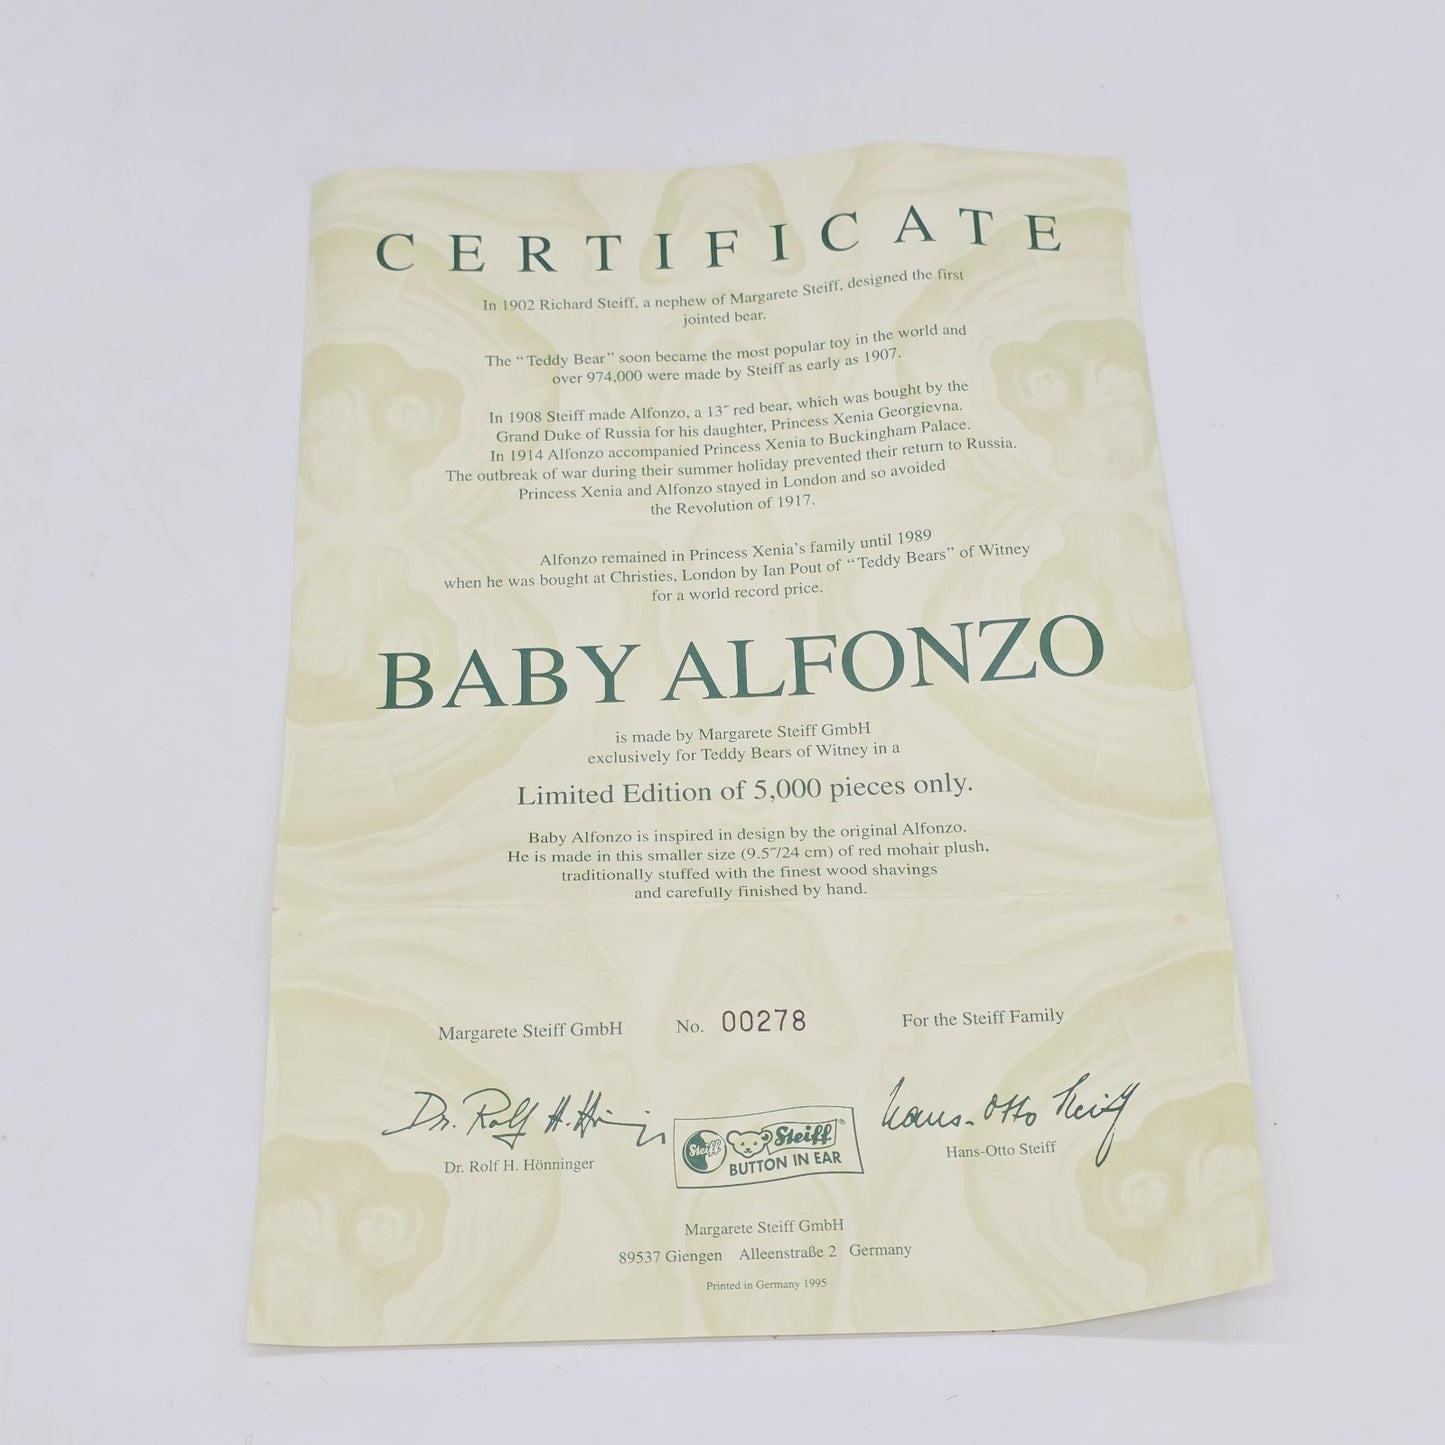 CERTIFICATE
In 1902 Richard Steiff, a nephew of Margarete Steiff, designed the first
jointed bear.
The "Teddy Bear" soon became the most popular toy in the world and
over 974,000 were made by Steiff as early as 1907.
In 1908 Steiff made Alfonzo, a 13˝ red bear, which was bought by the
Grand Duke of Russia for his daughter, Princess Xenia Georgievna.
In 1914 Alfonzo accompanied Princess Xenia to Buckingham Palace.
The outbreak of war during their summer holiday prevented their return to Russia.
Princess Xenia and Alfonzo stayed in London and so avoided
the Revolution of 1917.
Alfonzo remained in Princess Xenia's family until 1989
when he was bought at Christies, London by Ian Pout of "Teddy Bears" of Witney
for a world record price.
BABY ALFONZO
is made by Margarete Steiff GmbH
exclusively for Teddy Bears of Witney in a
Limited Edition of 5,000 pieces only.
Baby Alfonzo is inspired in design by the original Alfonzo.
He is made in this smaller size (9.5˝/24 cm) of red mohair plush,
traditionally stuffed with the finest wood shavings
and carefully finished by hand.
Margarete Steiff GmbH No. 00278 For the Steiff Family
Dr. Rolf H. Hönninger Hans-Otto Steiff
Steiff Steiff®
BUTTON IN EAR
Dr. Rolf H. Hönninger Hans-Otto Steiff
Margarete Steiff GmbH
89537 Giengen Alleenstraße 2 Germany
Printed in Germany 1995